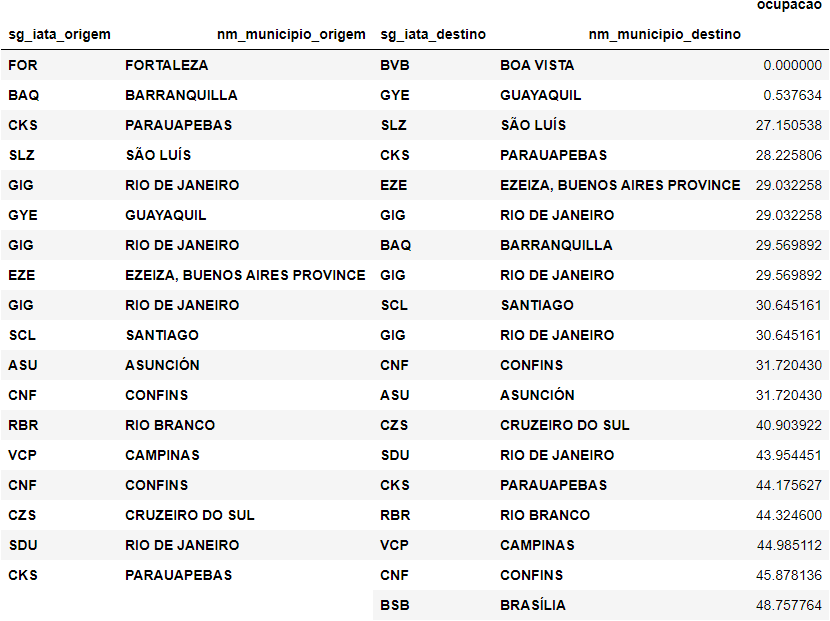 ocupacao
sg_iata_origem nm_municipio_origem sg_iata_destino nm_municipio_destino
FOR FORTALEZA BVB BOA VISTA 0.000000
BAQ BARRANQUILLA GYE GUAYAQUIL 0.537634
CKS PARAUAPEBAS SLZ SÃO LUÍS 27.150538
SLZ SÃO LUÍS CKS PARAUAPEBAS 28.225806
GIG RIO DE JANEIRO EZE EZEIZA, BUENOS AIRES PROVINCE 29.032258
GYE GUAYAQUIL GIG RIO DE JANEIRO 29.032258
GIG RIO DE JANEIRO BAQ BARRANQUILLA 29.569892
EZE EZEIZA, BUENOS AIRES PROVINCE GIG RIO DE JANEIRO 29.569892
GIG RIO DE JANEIRO SCL SANTIAGO 30.645161
SCL SANTIAGO GIG RIO DE JANEIRO 30.645161
ASU ASUNCIÓN CNF CONFINS 31.720430
CNF CONFINS ASU ASUNCIÓN 31.720430
RBR RIO BRANCO CZS CRUZEIRO DO SUL 40.903922
VCP CAMPINAS SDU RIO DE JANEIRO 43.954451
CNF CONFINS CKS PARAUAPEBAS 44.175627
CZS CRUZEIRO DO SUL RBR RIO BRANCO 44.324600
SDU RIO DE JANEIRO VCP CAMPINAS 44.985112
CKS PARAUAPEBAS CNF CONFINS 45.878136
BSB BRASÍLIA 48.757764